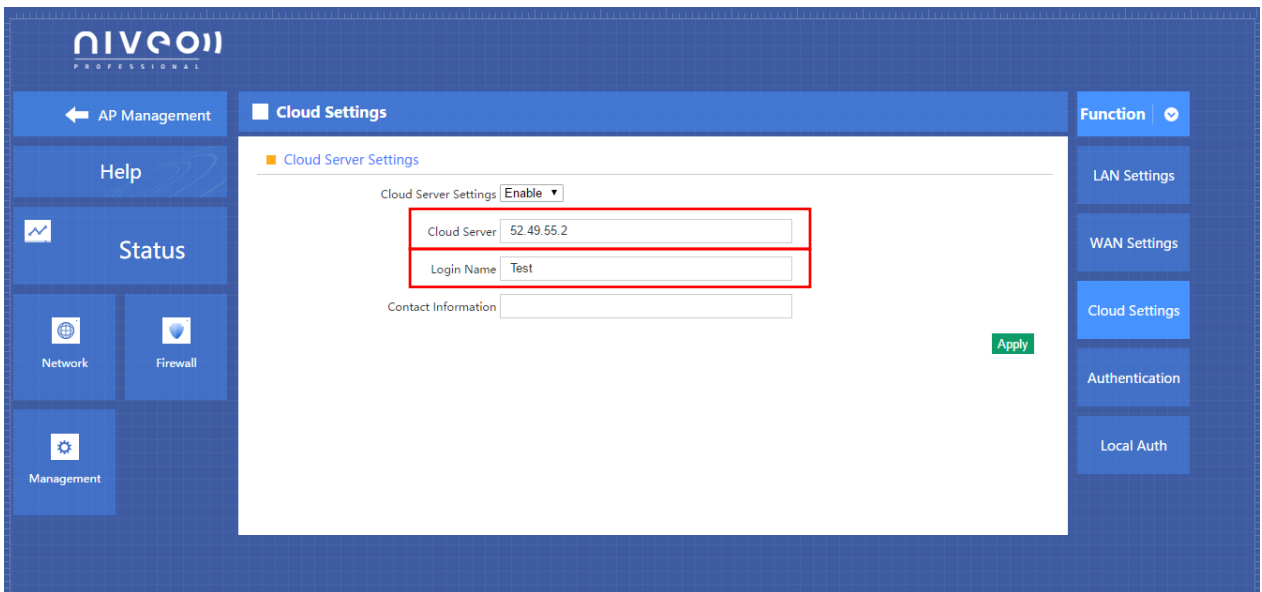 niveo
PROFESSIONAL
AP Management
Help
Status
Network
Firewall
Management
Cloud Settings
Cloud Server Settings
Cloud Server Settings Enable
Cloud Server 52.49.55.2
Login Name Test
Contact Information
Apply
Function
LAN Settings
WAN Settings
Cloud Settings
Authentication
Local Auth